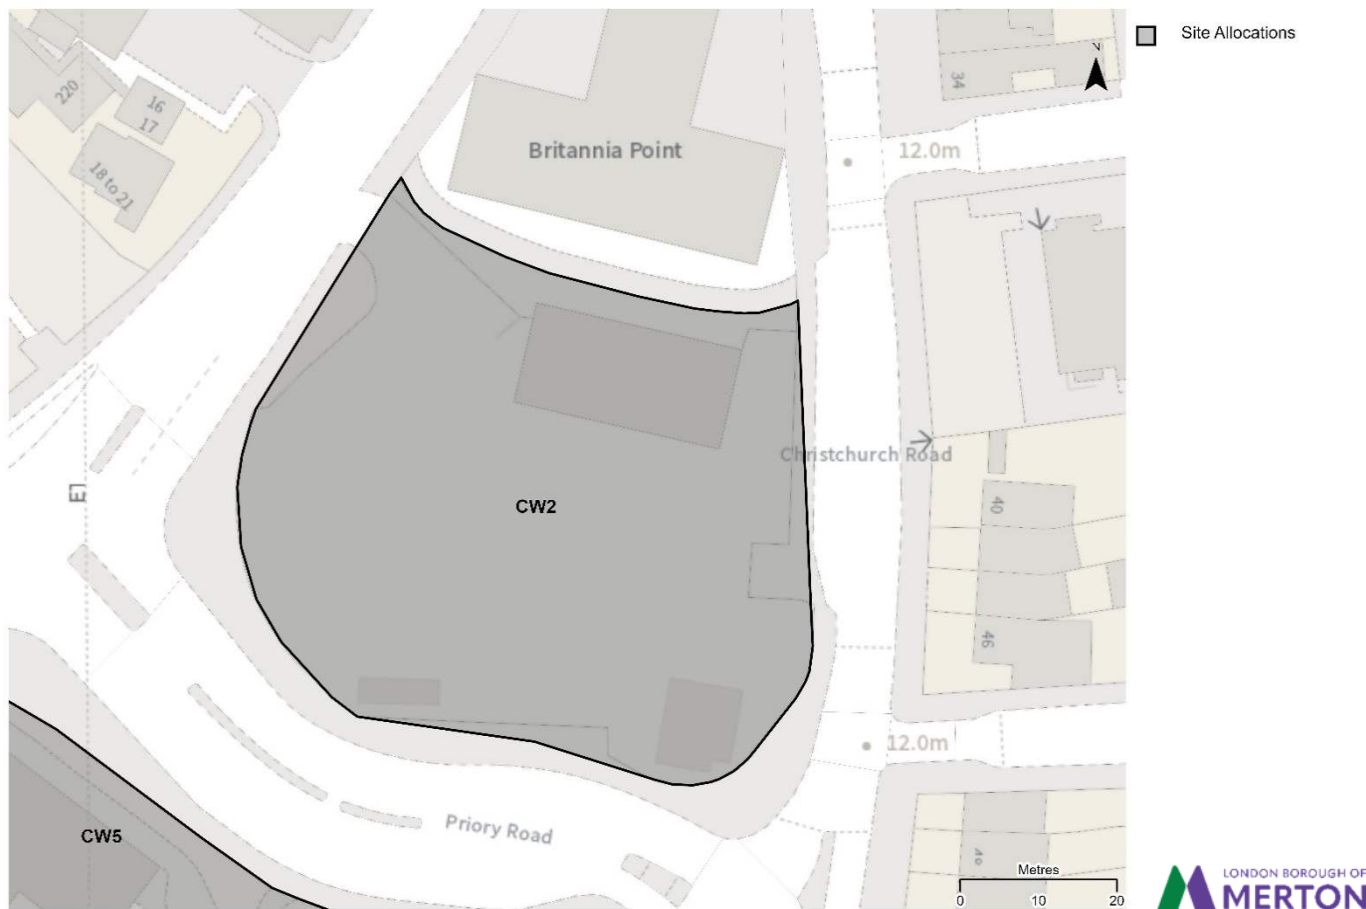 Site Allocations
N
34
220
16
17
18 to 21
Britannia Point
12.0m
Christchurch Road
40
CW2
46
12.0m
Priory Road
CW5
Metres
0 10 20
LONDON BOROUGH OF
MERTON